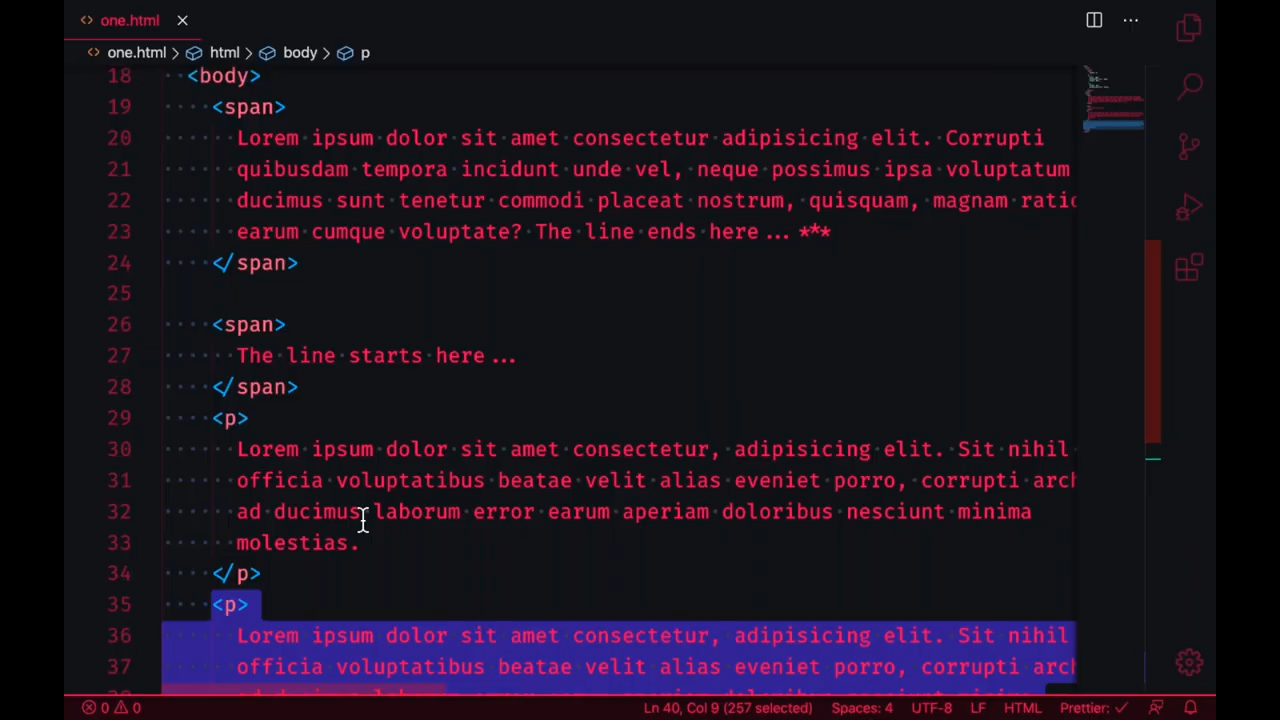 one.html
one.html > html > body > p
18 <body>
19 <span>
20 Lorem ipsum dolor sit amet consectetur adipisicing elit. Corrupti
21 quibusdam tempora incidunt unde vel, neque possimus ipsa voluptatum
22 ducimus sunt tenetur commodi placeat nostrum, quisquam, magnam ratio
23 earum cumque voluptate? The line ends here... ***
24 </span>
25
26 <span>
27 The line starts here...
28 </span>
29 <p>
30 Lorem ipsum dolor sit amet consectetur, adipisicing elit. Sit nihil
31 officia voluptatibus beatae velit alias eveniet porro, corrupti arch
32 ad ducimus laborum error earum aperiam doloribus nesciunt minima
33 molestias.
34 </p>
35 <p>
36 Lorem ipsum dolor sit amet consectetur, adipisicing elit. Sit nihil
37 officia voluptatibus beatae velit alias eveniet porro, corrupti arch
0 0 Ln 40, Col 9 (257 selected) Spaces: 4 UTF-8 LF HTML Prettier: ✓